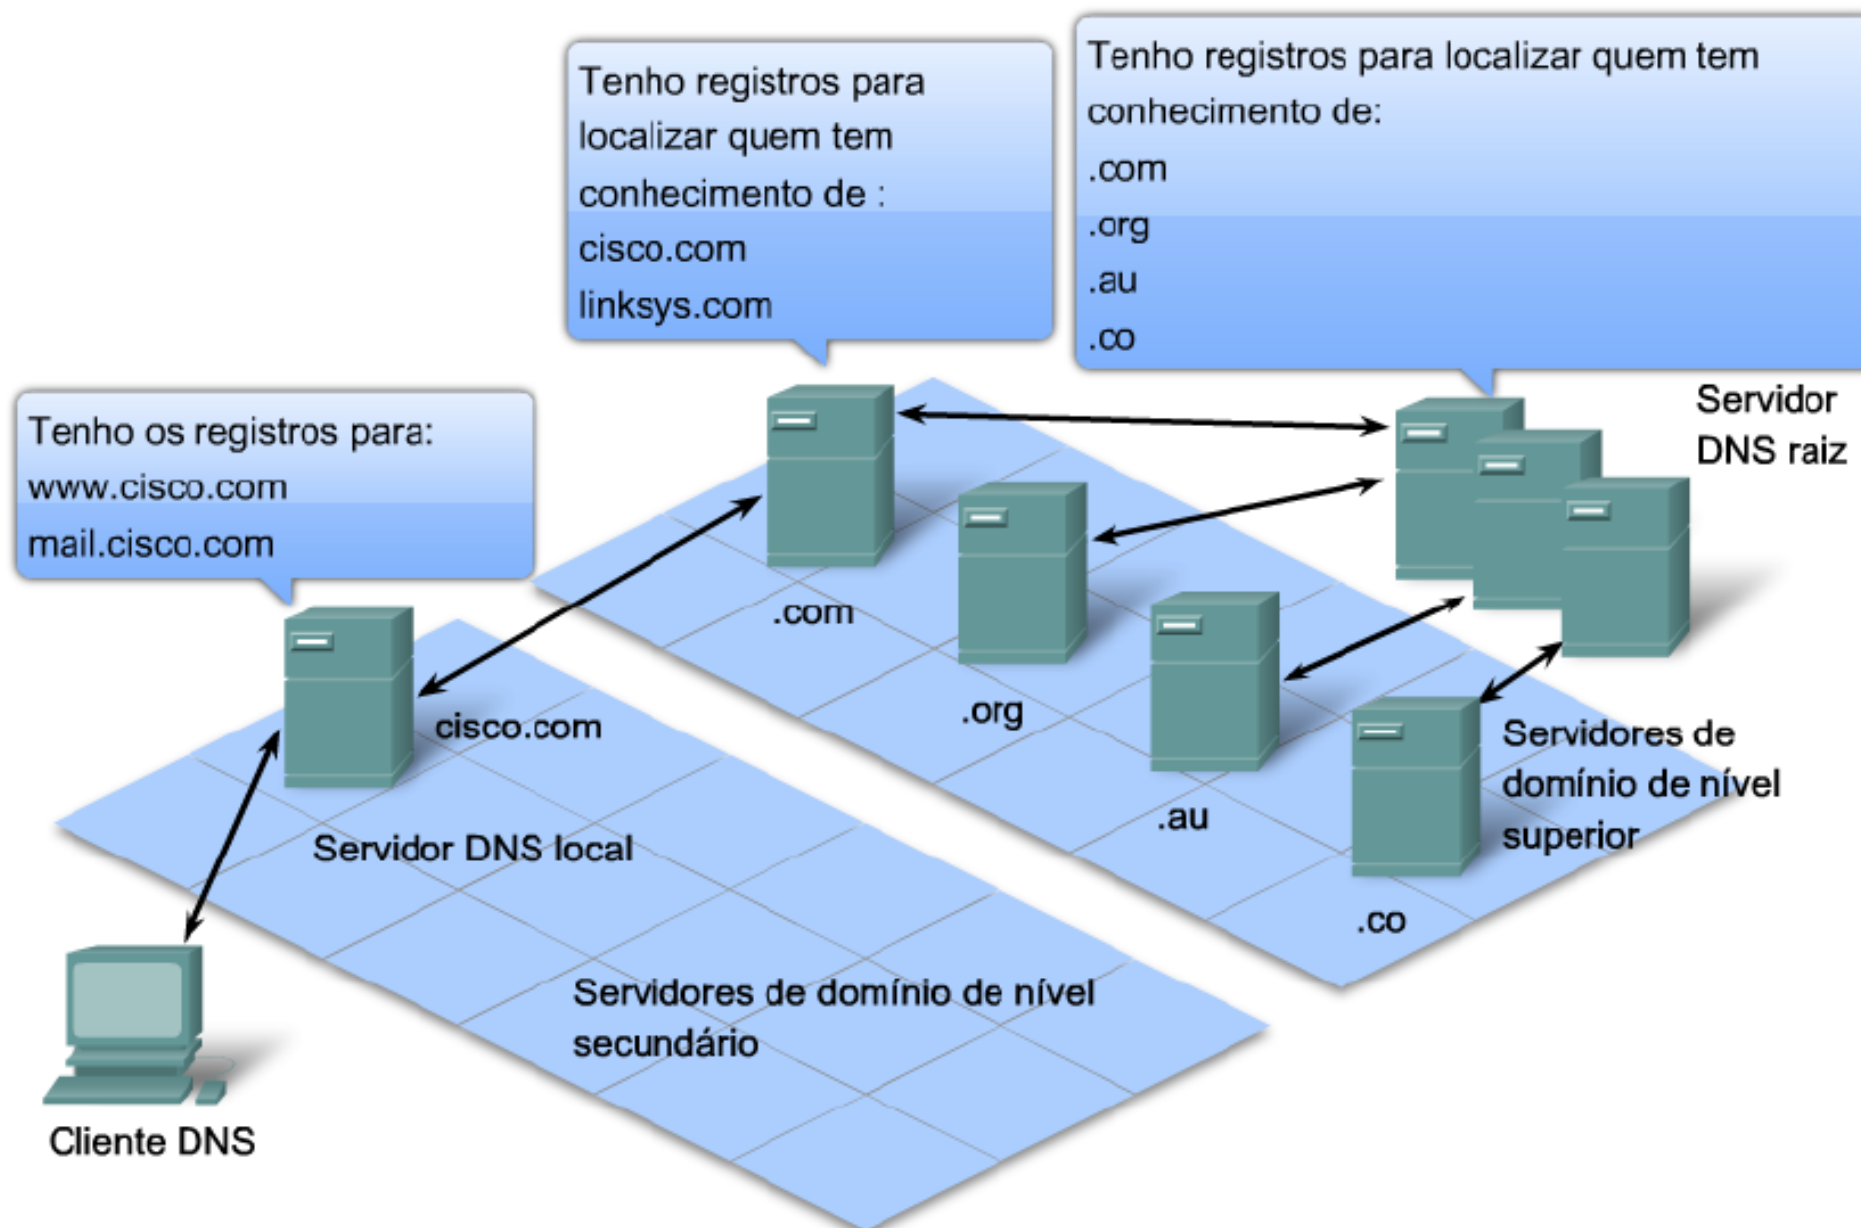 Tenho registros para
localizar quem tem
conhecimento de :
cisco.com
linksys.com
Tenho registros para localizar quem tem
conhecimento de:
.com
.org
.au
.co
Tenho os registros para:
www.cisco.com
mail.cisco.com
Servidor
DNS raiz
.com
.org
.au
.co
Servidores de
domínio de nível
superior
cisco.com
Servidor DNS local
Servidores de domínio de nível
secundário
Cliente DNS